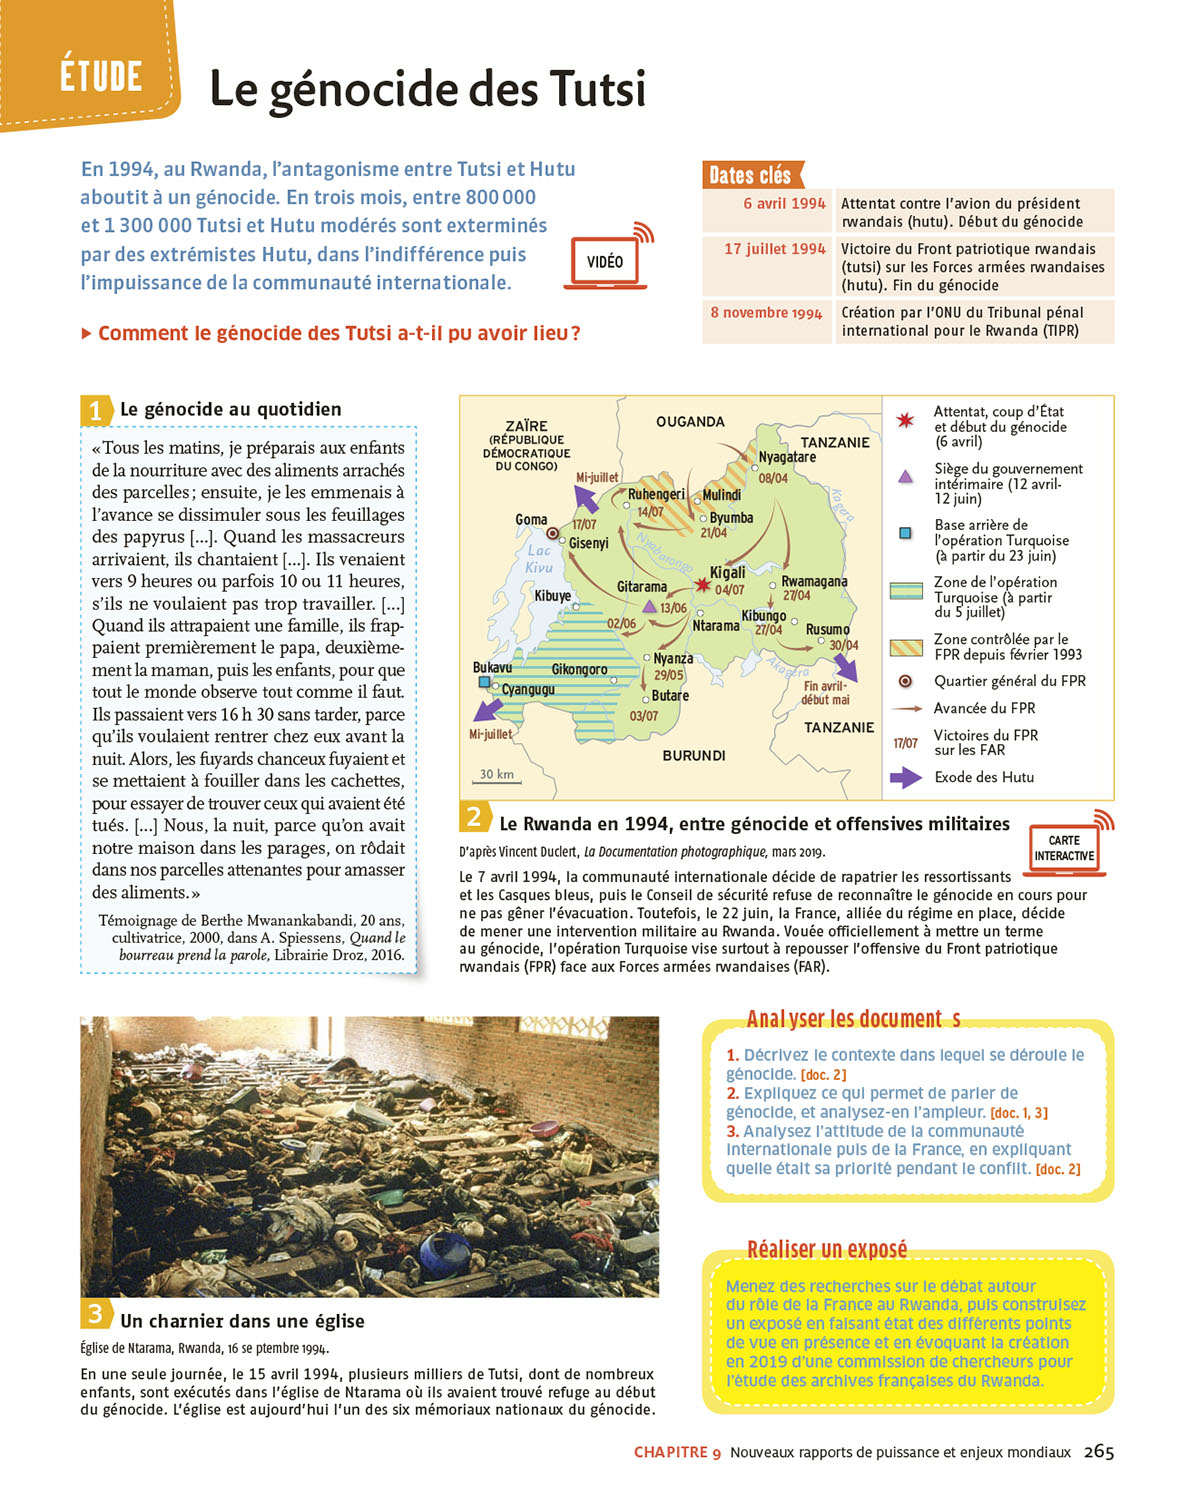 ÉTUDE
Le génocide des Tutsi
En 1994, au Rwanda, l'antagonisme entre Tutsi et Hutu
aboutit à un génocide. En trois mois, entre 800 000
et 1 300 000 Tutsi et Hutu modérés sont exterminés
par des extrémistes Hutu, dans l'indifférence puis
l'impuissance de la communauté internationale.
VIDÉO
▶ Comment le génocide des Tutsi a-t-il pu avoir lieu ?
Dates clés
6 avril 1994 Attentat contre l'avion du président
rwandais (hutu). Début du génocide
17 juillet 1994 Victoire du Front patriotique rwandais
(tutsi) sur les Forces armées rwandaises
(hutu). Fin du génocide
8 novembre 1994 Création par l'ONU du Tribunal pénal
international pour le Rwanda (TIPR)
1 Le génocide au quotidien
« Tous les matins, je préparais aux enfants
de la nourriture avec des aliments arrachés
des parcelles ; ensuite, je les emmenais à
l'avance se dissimuler sous les feuillages
des papyrus [...]. Quand les massacreurs
arrivaient, ils chantaient [...]. Ils venaient
vers 9 heures ou parfois 10 ou 11 heures,
s'ils ne voulaient pas trop travailler. [...]
Quand ils attrapaient une famille, ils frap-
paient premièrement le papa, deuxième-
ment la maman, puis les enfants, pour que
tout le monde observe tout comme il faut.
Ils passaient vers 16 h 30 sans tarder, parce
qu'ils voulaient rentrer chez eux avant la
nuit. Alors, les fuyards chanceux fuyaient et
se mettaient à fouiller dans les cachettes,
pour essayer de trouver ceux qui avaient été
tués. [...] Nous, la nuit, parce qu'on avait
notre maison dans les parages, on rôdait
dans nos parcelles attenantes pour amasser
des aliments. »
Témoignage de Berthe Mwanankabandi, 20 ans,
cultivatrice, 2000, dans A. Spiessens, Quand le
bourreau prend la parole, Librairie Droz, 2016.
ZAÏRE
(RÉPUBLIQUE
DÉMOCRATIQUE
DU CONGO)
OUGANDA
TANZANIE
Nyagatare
08/04
Mi-juillet
Ruhengeri
14/07
Mulindi
Byumba
21/04
Kagera
Goma
17/07
Gisenyi
Lac
Kivu
Nyabarongo
Kigali
04/07
Gitarama
13/06
Rwamagana
27/04
Kibuye
02/06
Ntarama
Kibungo
27/04
Rusumo
30/04
Bukavu
Gikongoro
Nyanza
29/05
Akagera
Cyangugu
Butare
03/07
Fin avril-
début mai
Mi-juillet
TANZANIE
BURUNDI
30 km
Attentat, coup d'État
et début du génocide
(6 avril)
Siège du gouvernement
intérimaire (12 avril-
12 juin)
Base arrière de
l'opération Turquoise
(à partir du 23 juin)
Zone de l'opération
Turquoise (à partir
du 5 juillet)
Zone contrôlée par le
FPR depuis février 1993
Quartier général du FPR
Avancée du FPR
17/07 Victoires du FPR
sur les FAR
Exode des Hutu
2 Le Rwanda en 1994, entre génocide et offensives militaires
CARTE
INTERACTIVE
D'après Vincent Duclert, La Documentation photographique, mars 2019.
Le 7 avril 1994, la communauté internationale décide de rapatrier les ressortissants
et les Casques bleus, puis le Conseil de sécurité refuse de reconnaître le génocide en cours pour
ne pas gêner l'évacuation. Toutefois, le 22 juin, la France, alliée du régime en place, décide
de mener une intervention militaire au Rwanda. Vouée officiellement à mettre un terme
au génocide, l'opération Turquoise vise surtout à repousser l'offensive du Front patriotique
rwandais (FPR) face aux Forces armées rwandaises (FAR).
3 Un charnier dans une église
Église de Ntarama, Rwanda, 16 se ptembre 1994.
En une seule journée, le 15 avril 1994, plusieurs milliers de Tutsi, dont de nombreux
enfants, sont exécutés dans l'église de Ntarama où ils avaient trouvé refuge au début
du génocide. L'église est aujourd'hui l'un des six mémoriaux nationaux du génocide.
Anal yser les document s
1. Décrivez le contexte dans lequel se déroule le
génocide. [doc. 2]
2. Expliquez ce qui permet de parler de
génocide, et analysez-en l'ampleur. [doc. 1, 3]
3. Analysez l'attitude de la communauté
internationale puis de la France, en expliquant
quelle était sa priorité pendant le conflit. [doc. 2]
Réaliser un exposé
Menez des recherches sur le débat autour
du rôle de la France au Rwanda, puis construisez
un exposé en faisant état des différents points
de vue en présence et en évoquant la création
en 2019 d'une commission de chercheurs pour
l'étude des archives françaises du Rwanda.
CHAPITRE 9 Nouveaux rapports de puissance et enjeux mondiaux 265